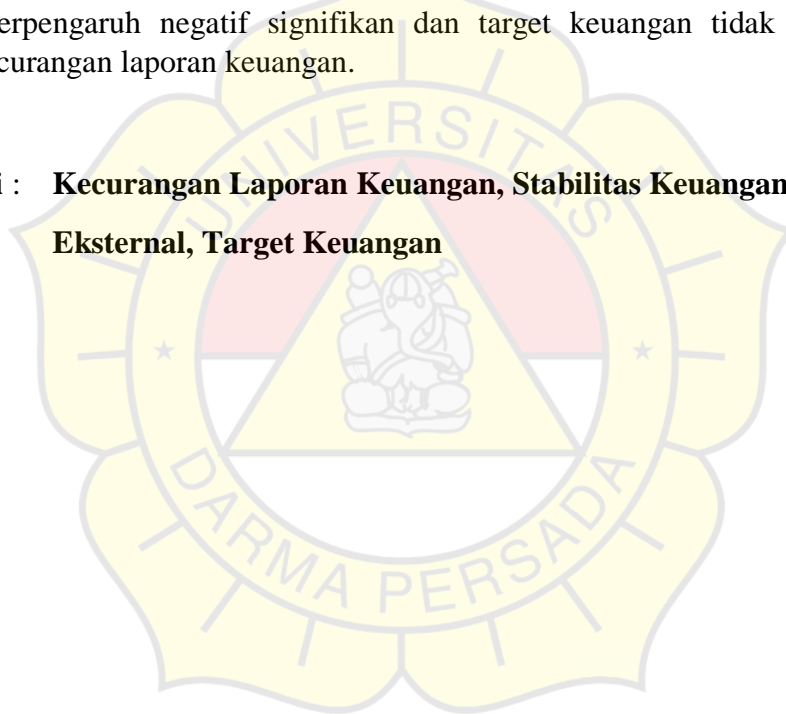 erpengaruh negatif signifikan dan target keuangan tidak
curangan laporan keuangan.
i : Kecurangan Laporan Keuangan, Stabilitas Keuangan
Eksternal, Target Keuangan
UNIVERSITAS
DARMA PERSADA